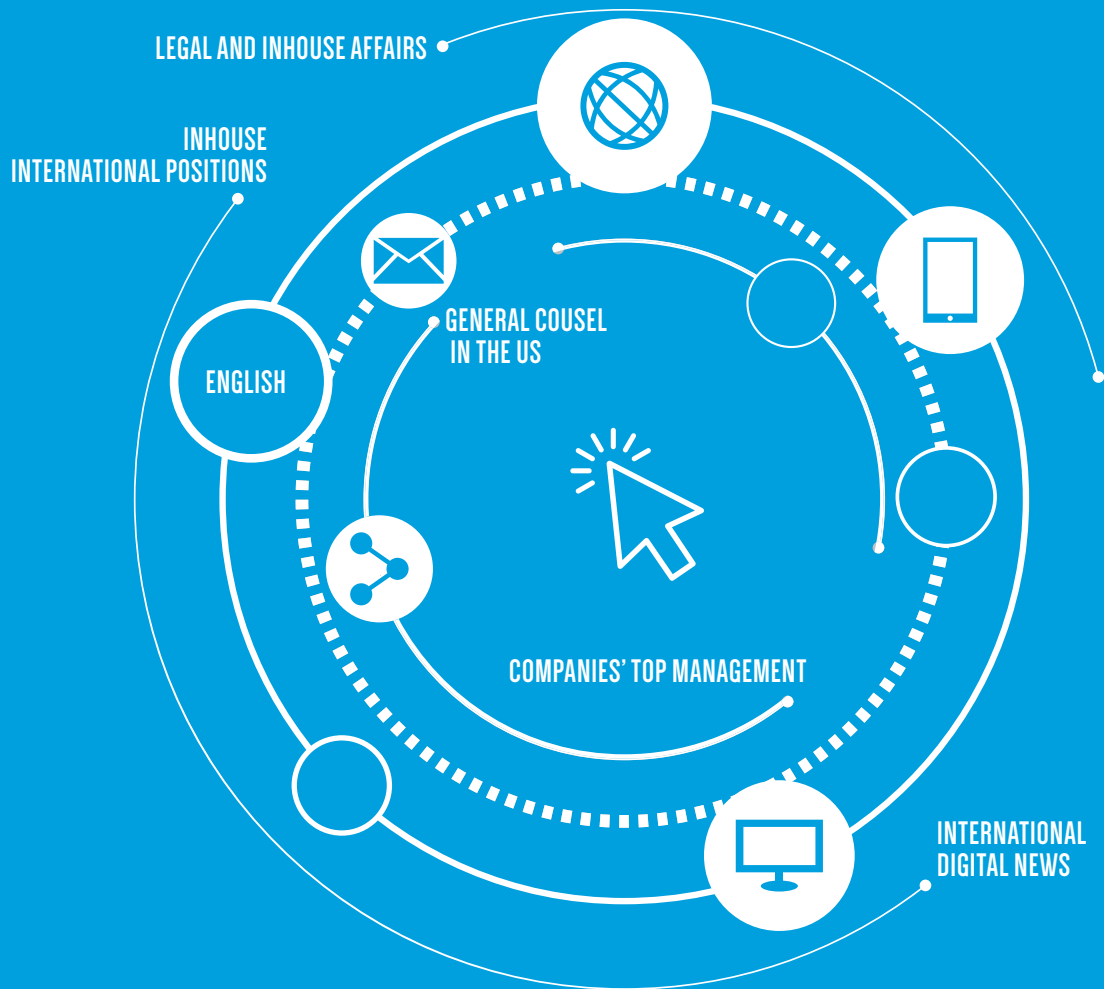 LEGAL AND INHOUSE AFFAIRS
INHOUSE
INTERNATIONAL POSITIONS
GENERAL COUSEL
IN THE US
ENGLISH
COMPANIES' TOP MANAGEMENT
INTERNATIONAL
DIGITAL NEWS